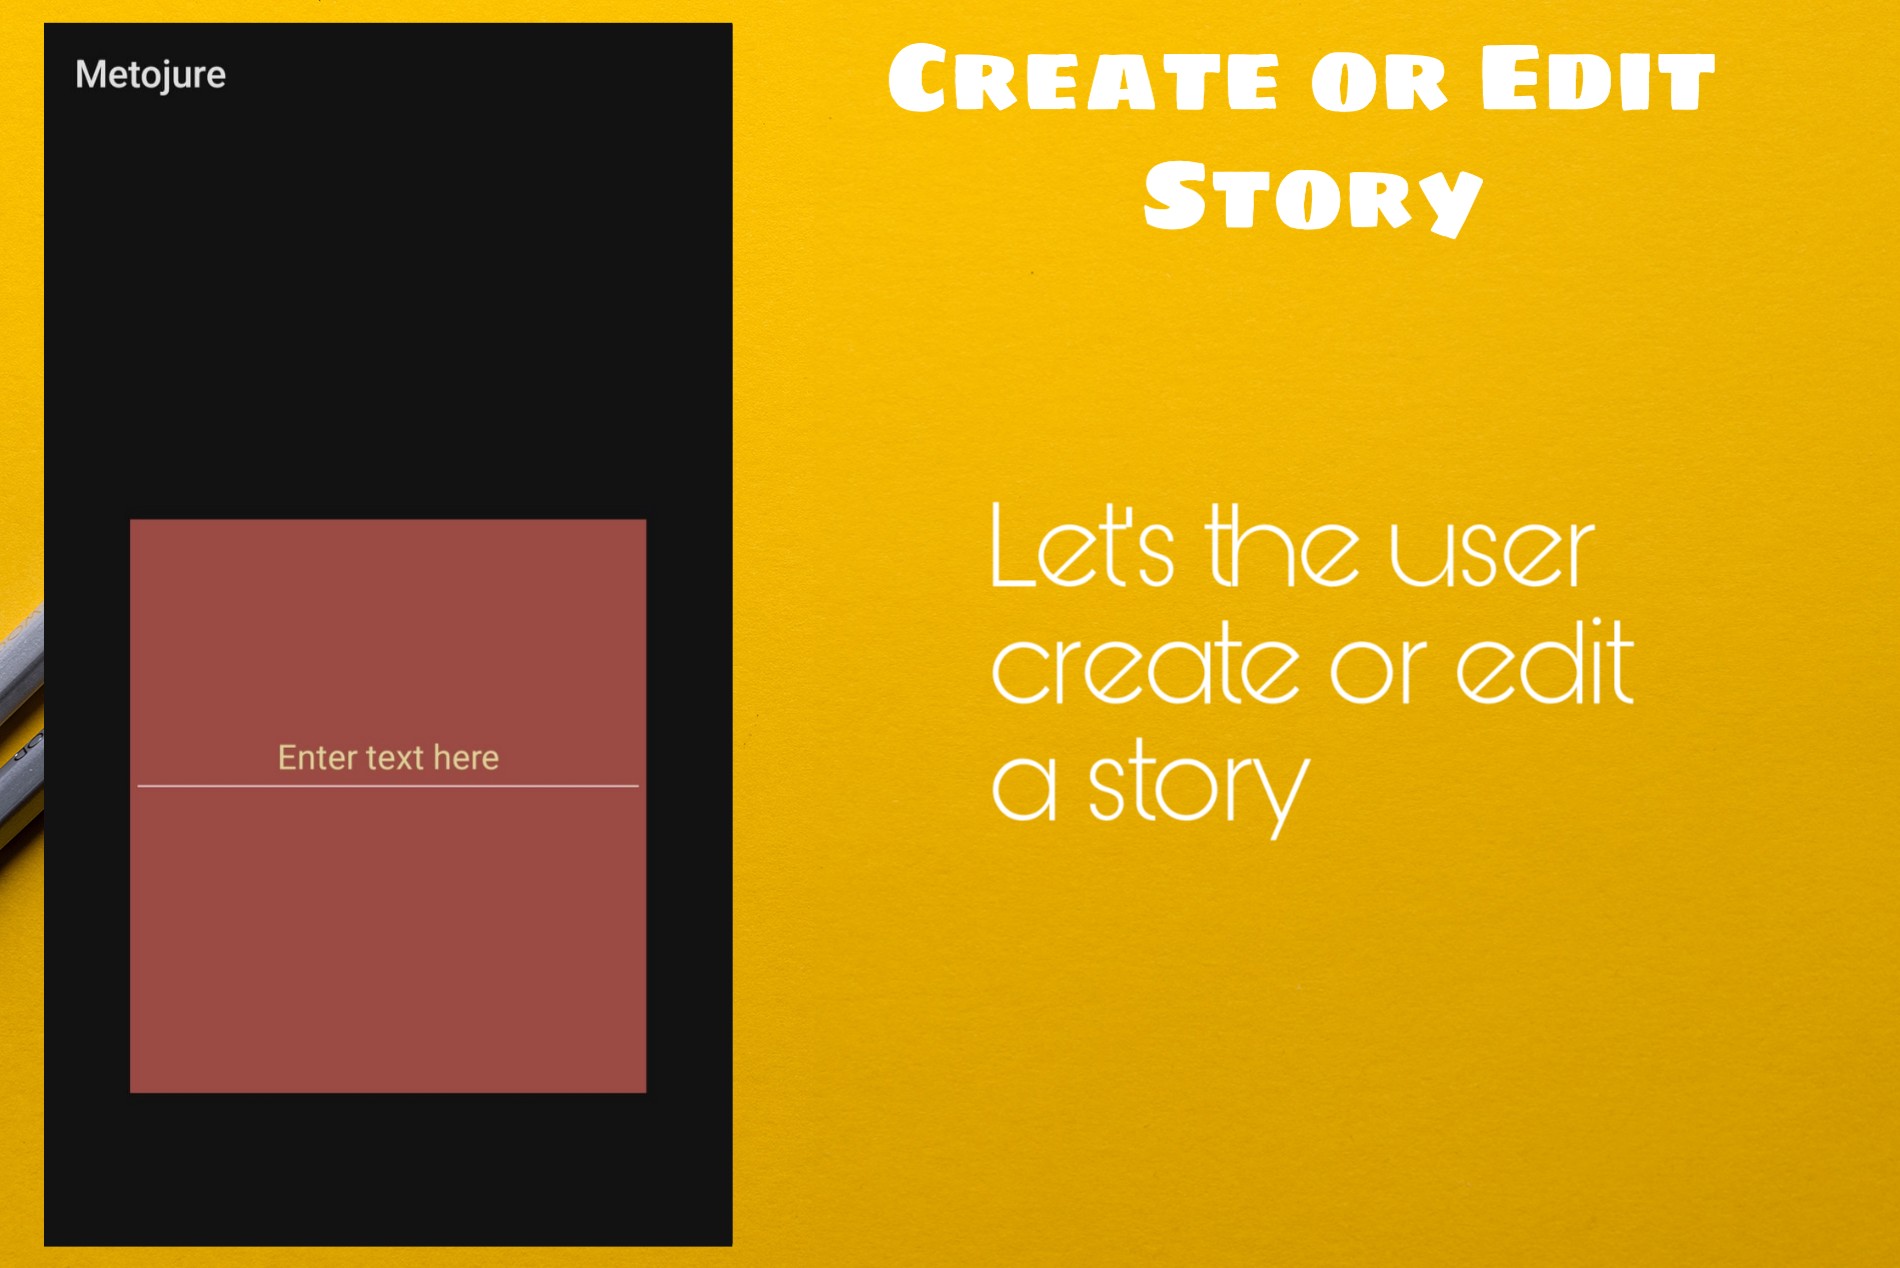 Metojure
Enter text here
Create or Edit
Story
Let's the user
create or edit
a story